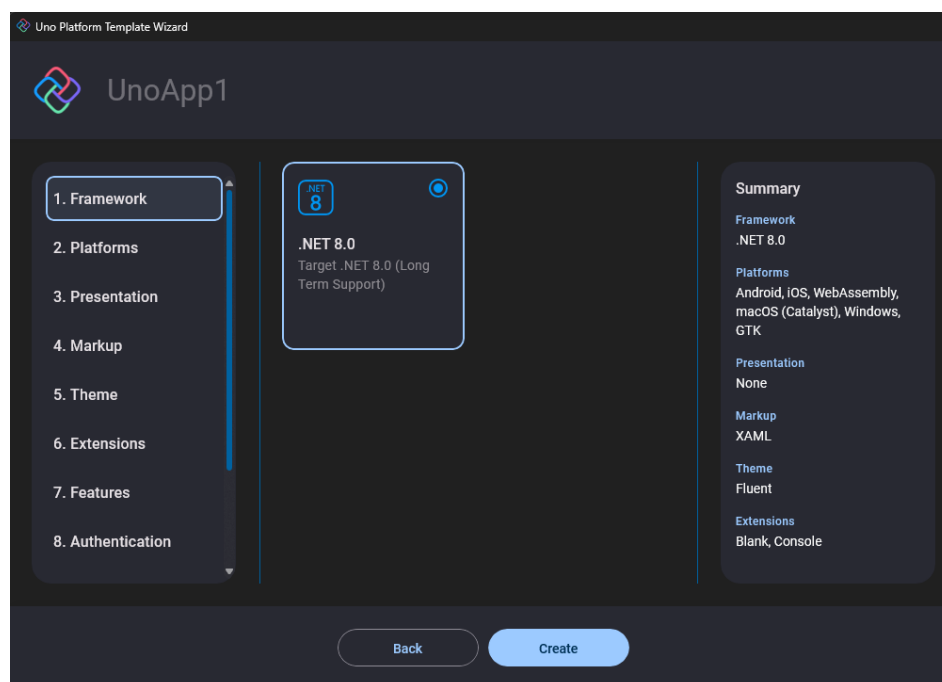 Uno Platform Template Wizard
UnoApp1
1. Framework
2. Platforms
3. Presentation
4. Markup
5. Theme
6. Extensions
7. Features
8. Authentication
.NET
8
.NET 8.0
Target .NET 8.0 (Long
Term Support)
Summary
Framework
.NET 8.0
Platforms
Android, iOS, WebAssembly,
macOS (Catalyst), Windows,
GTK
Presentation
None
Markup
XAML
Theme
Fluent
Extensions
Blank, Console
Back
Create